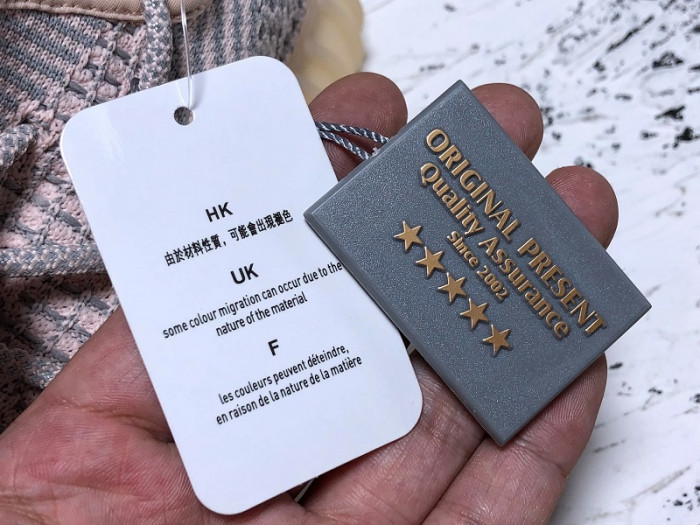 HK
由於材料性質，可能會出現褪色
UK
some colour migration can occur due to the
nature of the material
F
les couleurs peuvent déteindre,
en raison de la nature de la matière
ORIGINAL PRESENT
Quality Assurance
Since 2002